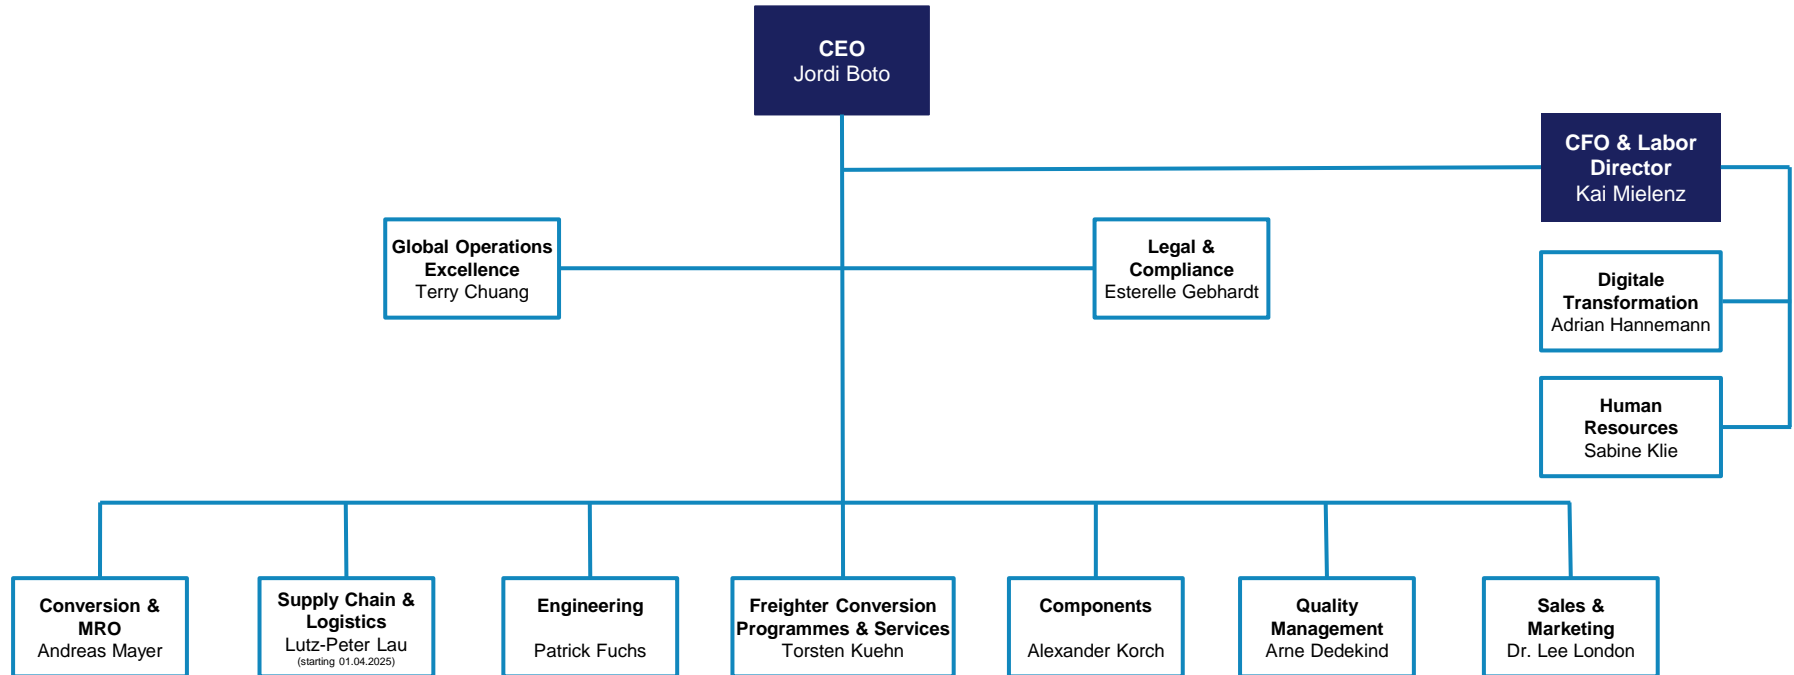 CEO
Jordi Boto
CFO & Labor
Director
Kai Mielenz
Global Operations
Excellence
Terry Chuang
Legal &
Compliance
Esterelle Gebhardt
Digitale
Transformation
Adrian Hannemann
Human
Resources
Sabine Klie
Conversion &
MRO
Andreas Mayer
Supply Chain &
Logistics
Lutz-Peter Lau
(starting 01.04.2025)
Engineering
Patrick Fuchs
Freighter Conversion
Programmes & Services
Torsten Kuehn
Components
Alexander Korch
Quality
Management
Arne Dedekind
Sales &
Marketing
Dr. Lee London